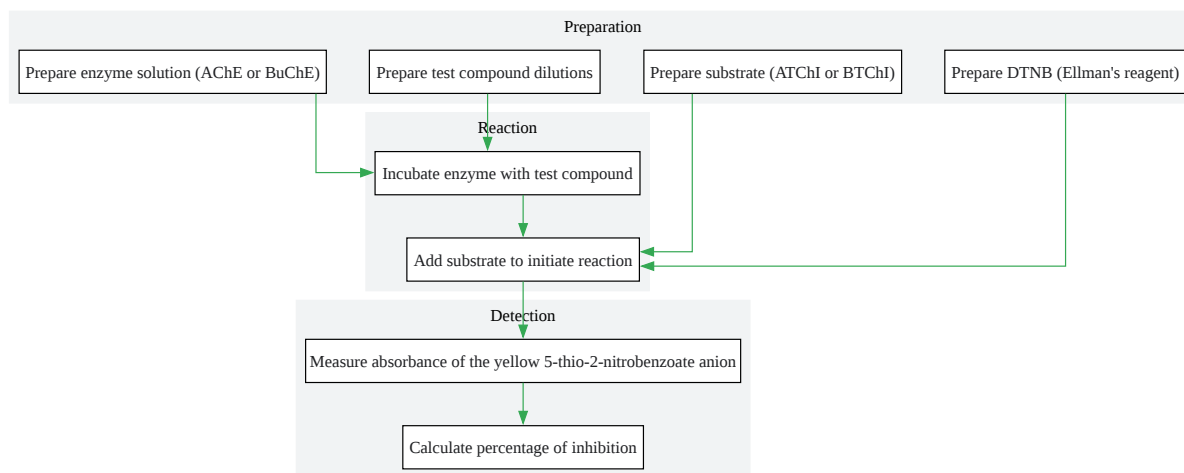 Preparation
Prepare enzyme solution (AChE or BuChE)
Prepare test compound dilutions
Prepare substrate (ATChI or BTChI)
Prepare DTNB (Ellman's reagent)
Reaction
Incubate enzyme with test compound
Add substrate to initiate reaction
Detection
Measure absorbance of the yellow 5-thio-2-nitrobenzoate anion
Calculate percentage of inhibition